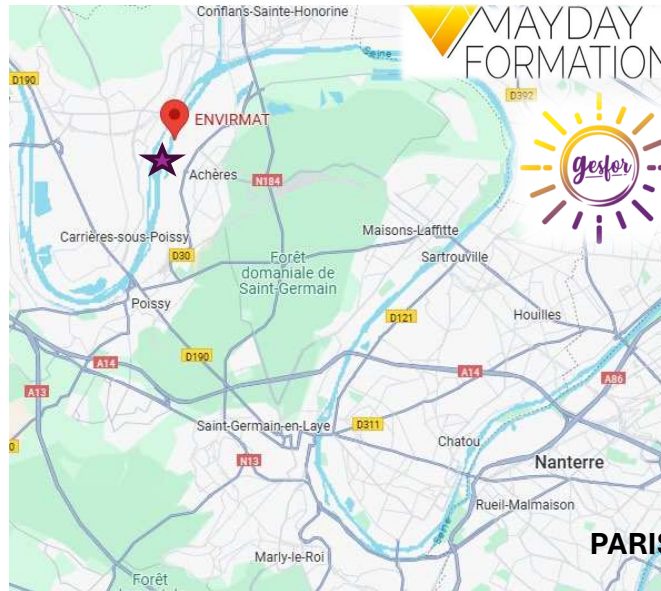 Conflans-Sainte-Honorine
MAYDAY
FORMATION
Seine
D190
D392
ENVIRMAT
gesfor
Achères
N184
Carrières-sous-Poissy
Maisons-Laffitte
D30
Forêt
domaniale de
Saint-Germain
Sartrouville
Poissy
D121
Houilles
D190
A14
A14
A86
A13
Saint-Germain-en-Laye
D311
Chatou
N13
Nanterre
Rueil-Malmaison
Seine
PARIS
Marly-le-Roi
Forêt